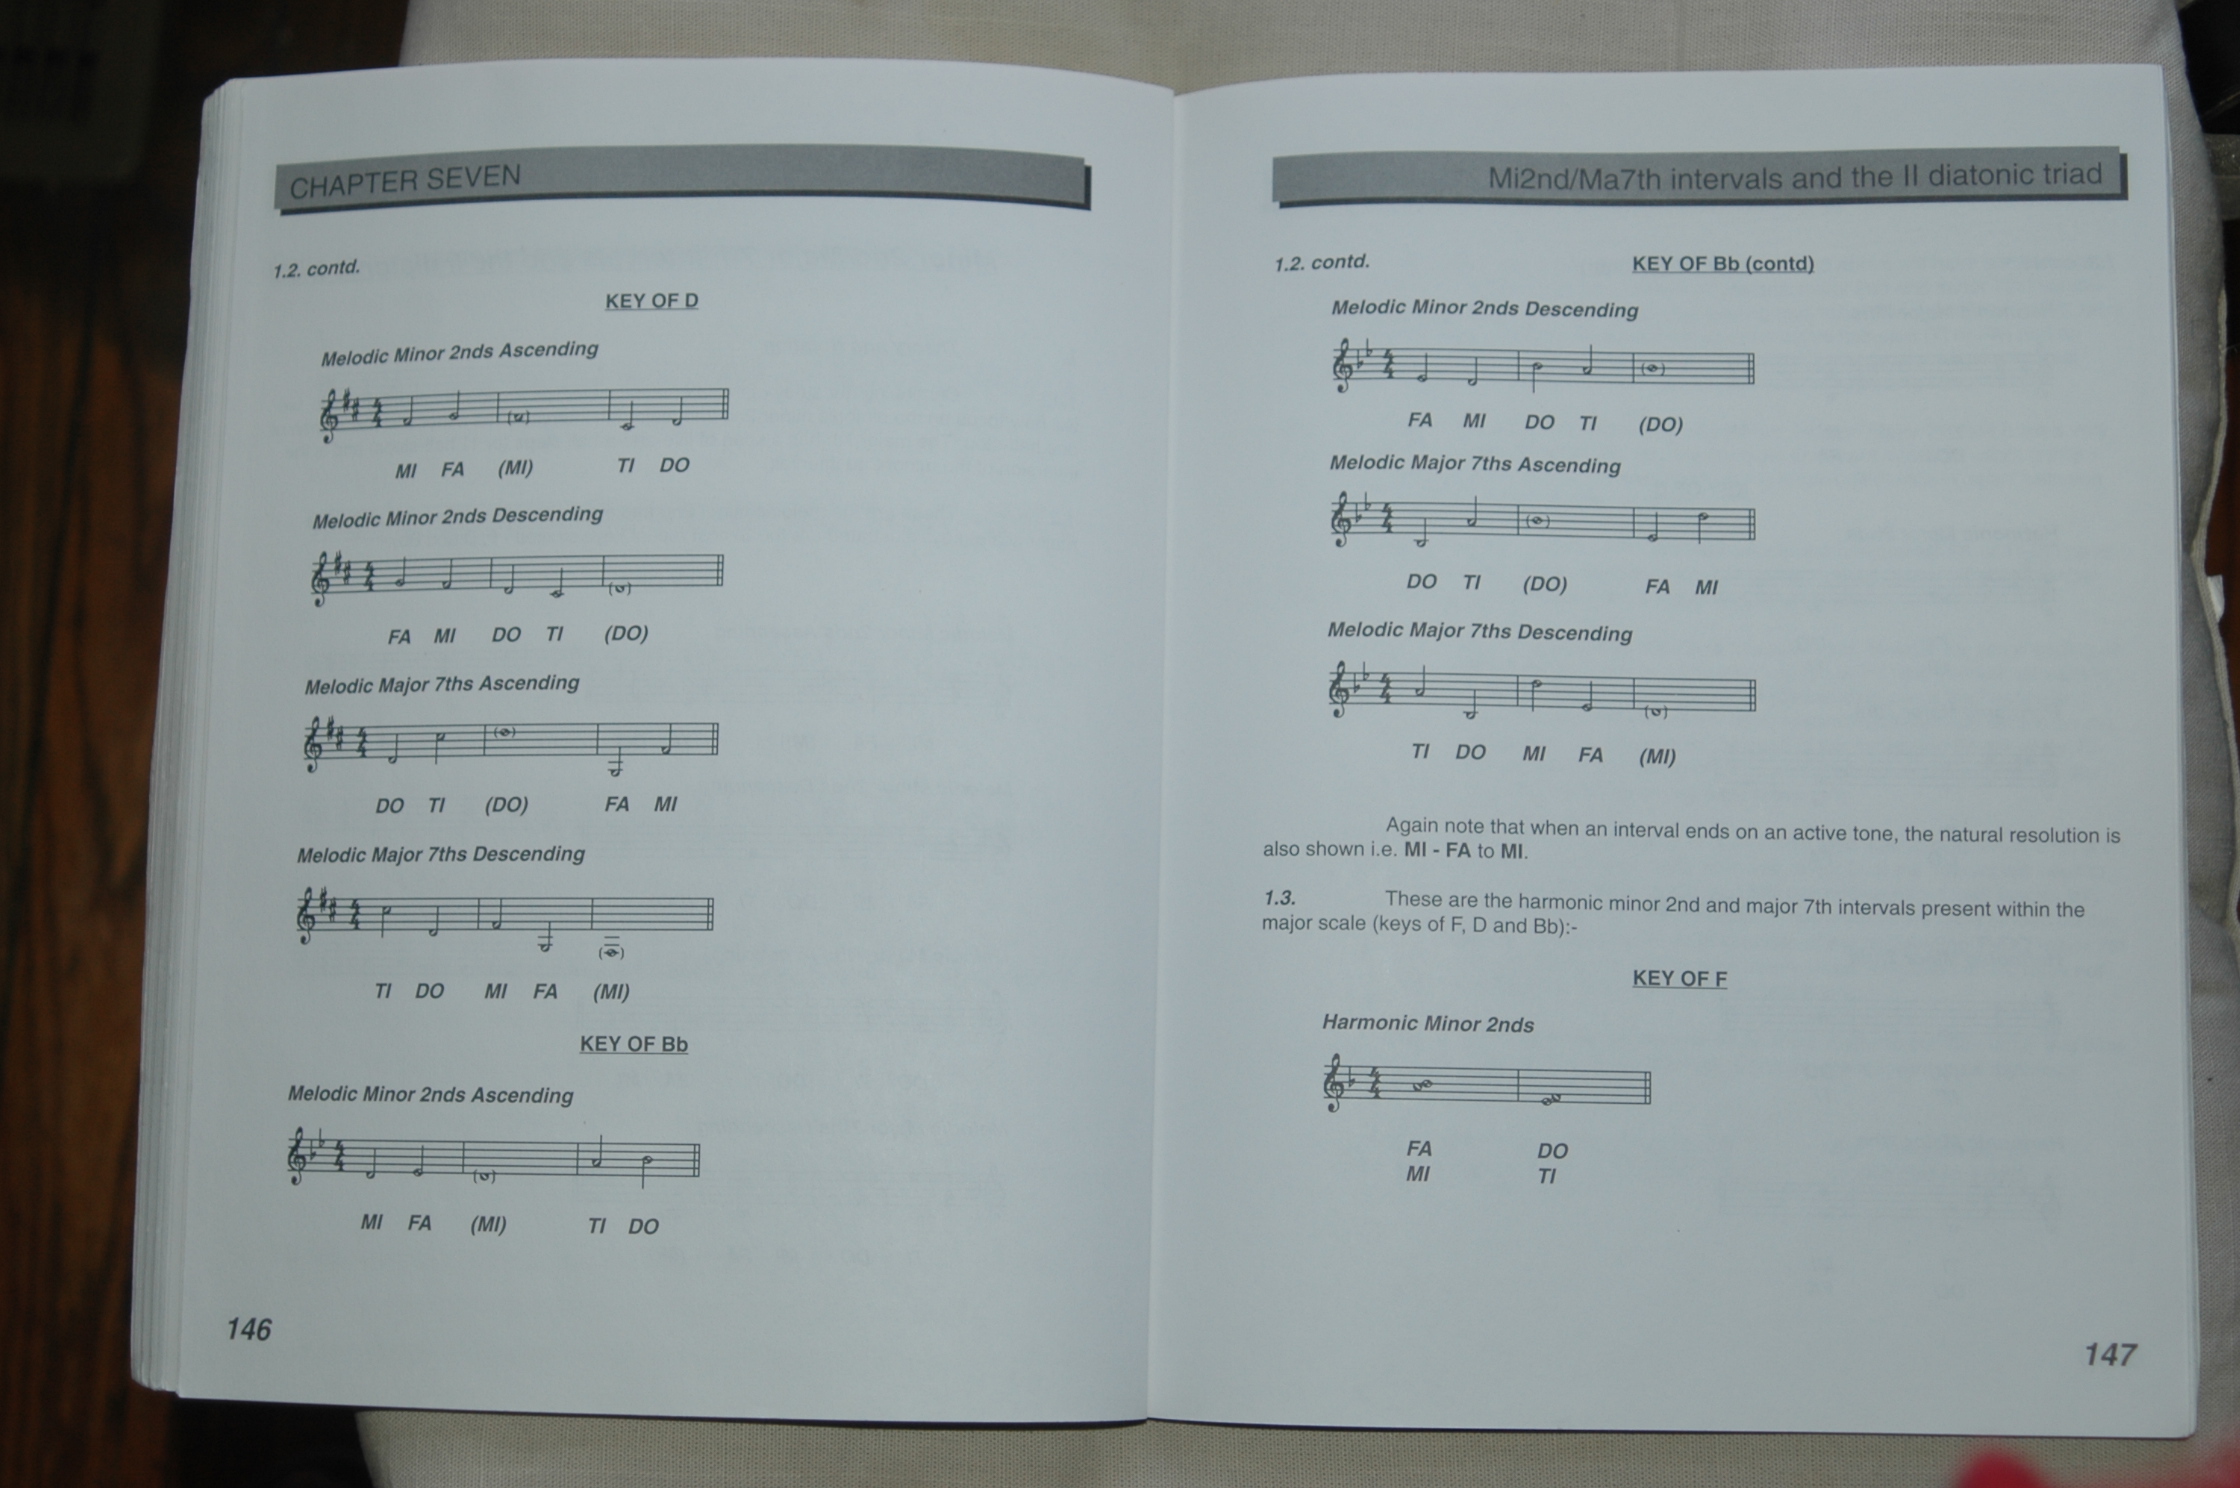 CHAPTER SEVEN
1.2. contd.
KEY OF D
Melodic Minor 2nds Ascending
MI FA (MI) TI DO
Melodic Minor 2nds Descending
FA MI DO TI (DO)
Melodic Major 7ths Ascending
DO TI (DO) FA MI
Melodic Major 7ths Descending
TI DO MI FA (MI)
KEY OF Bb
Melodic Minor 2nds Ascending
MI FA (MI) TI DO
146
Mi2nd/Ma7th intervals and the II diatonic triad
1.2. contd.
KEY OF Bb (contd)
Melodic Minor 2nds Descending
FA MI DO TI (DO)
Melodic Major 7ths Ascending
DO TI (DO) FA MI
Melodic Major 7ths Descending
TI DO MI FA (MI)
Again note that when an interval ends on an active tone, the natural resolution is
also shown i.e. MI - FA to MI.
1.3. These are the harmonic minor 2nd and major 7th intervals present within the
major scale (keys of F, D and Bb):-
KEY OF F
Harmonic Minor 2nds
FA DO
MI TI
147